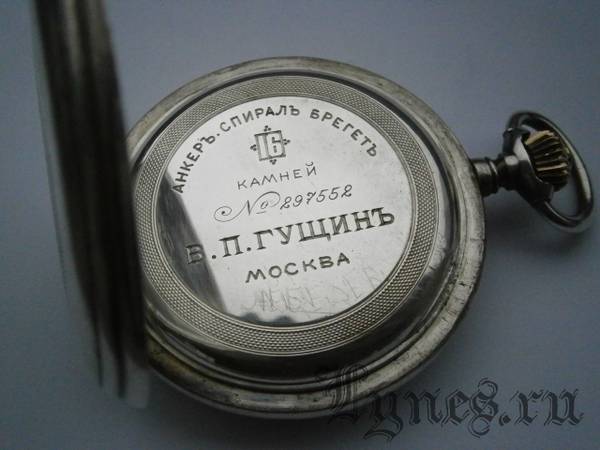 АНКЕРЪ. СПИРАЛЪ БРЕГЕТЪ
16
КАМНЕЙ
№ 297552
В. П. ГУЩИНЪ
МОСКВА
Lynes.ru